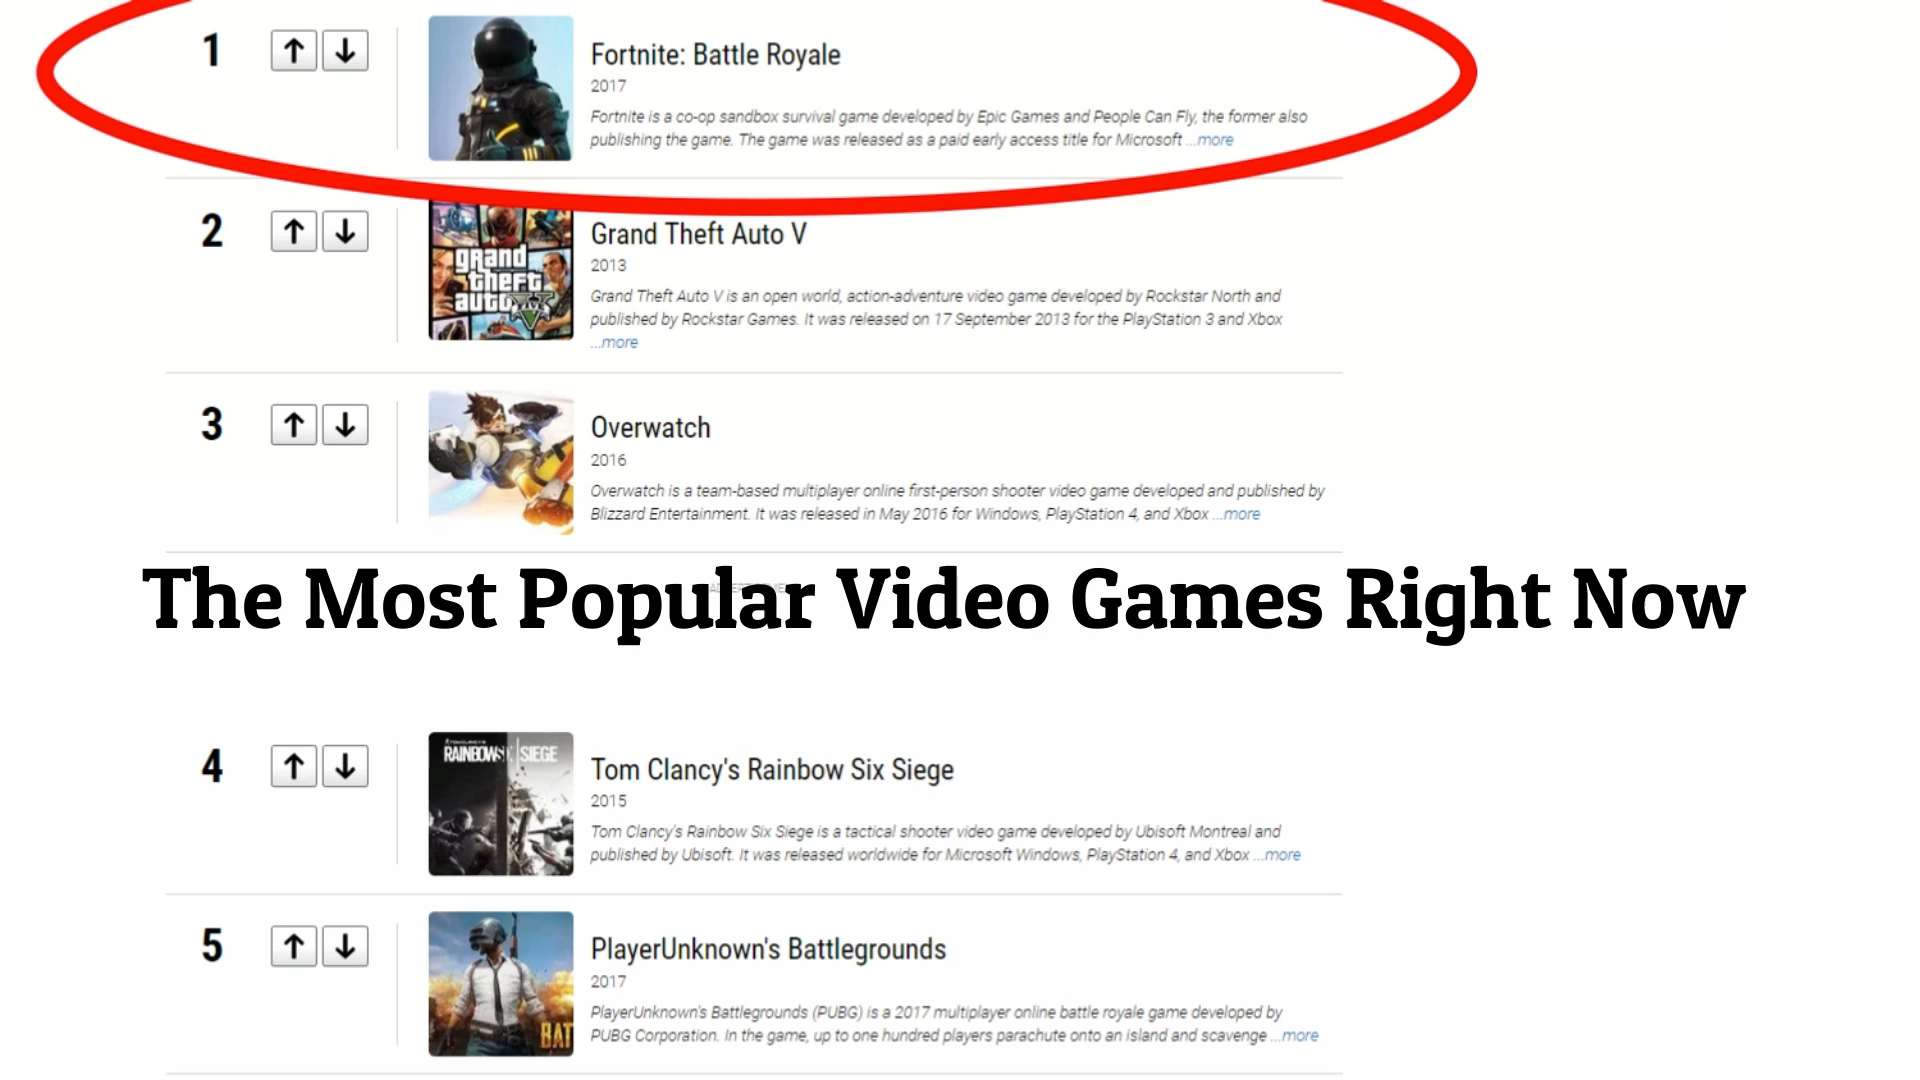 1
Fortnite: Battle Royale
2017
Fortnite is a co-op sandbox survival game developed by Epic Games and People Can Fly, the former also
publishing the game. The game was released as a paid early access title for Microsoft ...more
2
grand
theft
auto V
FIVE
Grand Theft Auto V
2013
Grand Theft Auto V is an open world, action-adventure video game developed by Rockstar North and
published by Rockstar Games. It was released on 17 September 2013 for the PlayStation 3 and Xbox
...more
3
Overwatch
2016
Overwatch is a team-based multiplayer online first-person shooter video game developed and published by
Blizzard Entertainment. It was released in May 2016 for Windows, PlayStation 4, and Xbox ...more
The Most Popular Video Games Right Now
4
RAINBOW SIEGE
Tom Clancy's Rainbow Six Siege
2015
Tom Clancy's Rainbow Six Siege is a tactical shooter video game developed by Ubisoft Montreal and
published by Ubisoft. It was released worldwide for Microsoft Windows, PlayStation 4, and Xbox ...more
5
BAT
PlayerUnknown's Battlegrounds
2017
PlayerUnknown's Battlegrounds (PUBG) is a 2017 multiplayer online battle royale game developed by
PUBG Corporation. In the game, up to one hundred players parachute onto an island and scavenge ...more